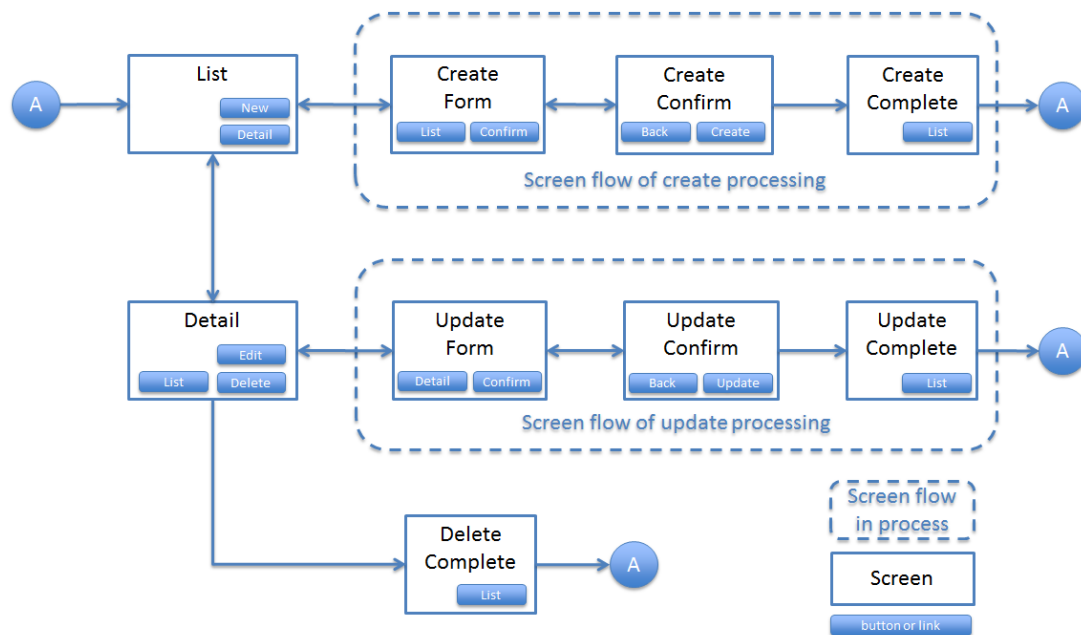 A
List
New
Detail
Create
Form
List
Confirm
Create
Confirm
Back
Create
Create
Complete
List
A
Screen flow of create processing
Detail
Edit
List
Delete
Update
Form
Detail
Confirm
Update
Confirm
Back
Update
Update
Complete
List
A
Screen flow of update processing
Delete
Complete
List
A
Screen flow
in process
Screen
button or link